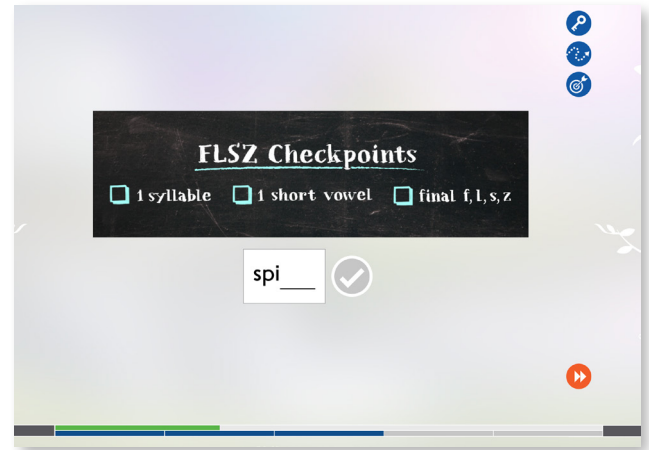 FLSZ Checkpoints
1 syllable 1 short vowel final f, l, s, z
spi___